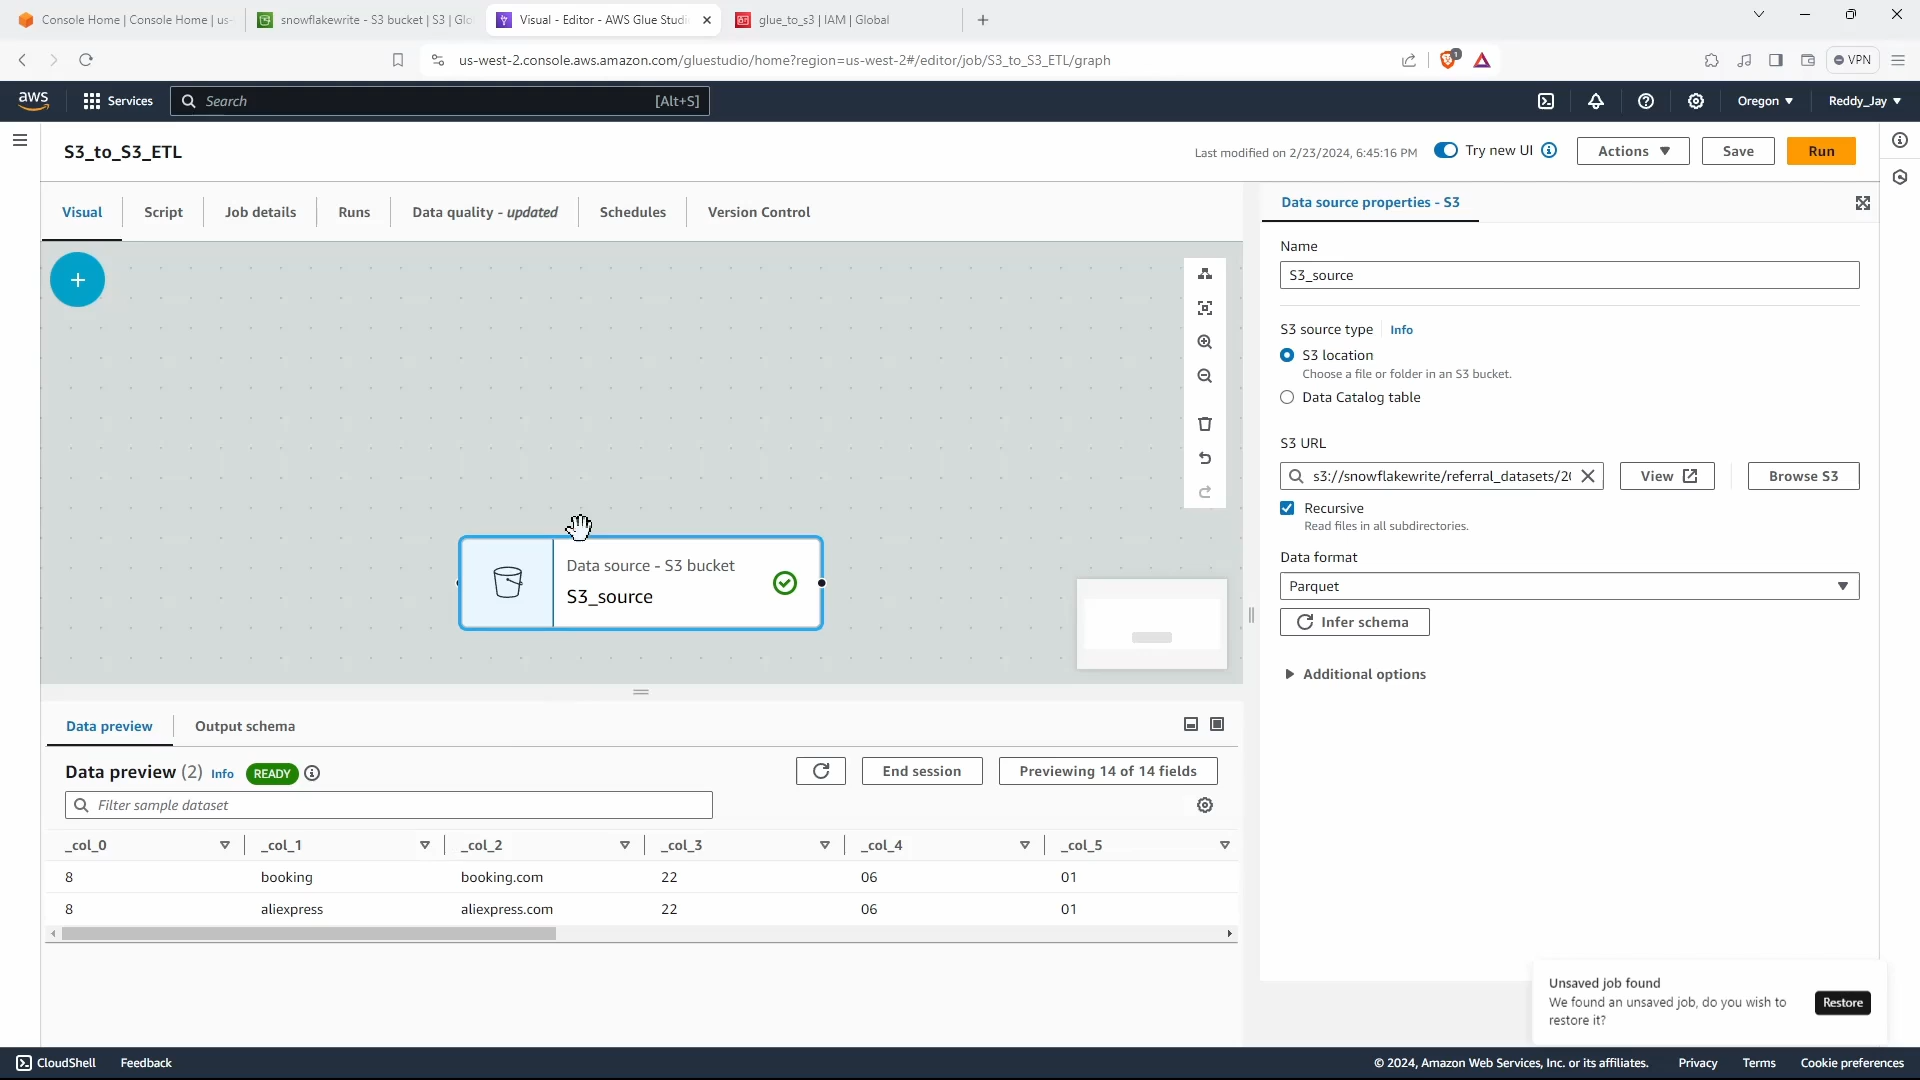 Console Home | Console Home | us-
snowflakewrite - S3 bucket | S3 | Glo
Visual - Editor - AWS Glue Studi
glue_to_s3 | IAM | Global
us-west-2.console.aws.amazon.com/gluestudio/home?region=us-west-2#/editor/job/S3_to_S3_ETL/graph
1
VPN
aws
Services
Search
[Alt+S]
Oregon
Reddy_Jay
S3_to_S3_ETL
Last modified on 2/23/2024, 6:45:16 PM
Try new UI
Actions
Save
Run
Visual
Script
Job details
Runs
Data quality - updated
Schedules
Version Control
Data source - S3 bucket
S3_source
Data source properties - S3
Name
S3_source
S3 source type
Info
S3 location
Choose a file or folder in an S3 bucket.
Data Catalog table
S3 URL
s3://snowflakewrite/referral_datasets/20
View
Browse S3
Recursive
Read files in all subdirectories.
Data format
Parquet
Infer schema
Additional options
Data preview
Output schema
Data preview (2) Info READY
End session
Previewing 14 of 14 fields
Filter sample dataset
_col_0 _col_1 _col_2 _col_3 _col_4 _col_5
8 booking booking.com 22 06 01
8 aliexpress aliexpress.com 22 06 01
Unsaved job found
We found an unsaved job, do you wish to
restore it?
Restore
CloudShell
Feedback
© 2024, Amazon Web Services, Inc. or its affiliates.
Privacy
Terms
Cookie preferences